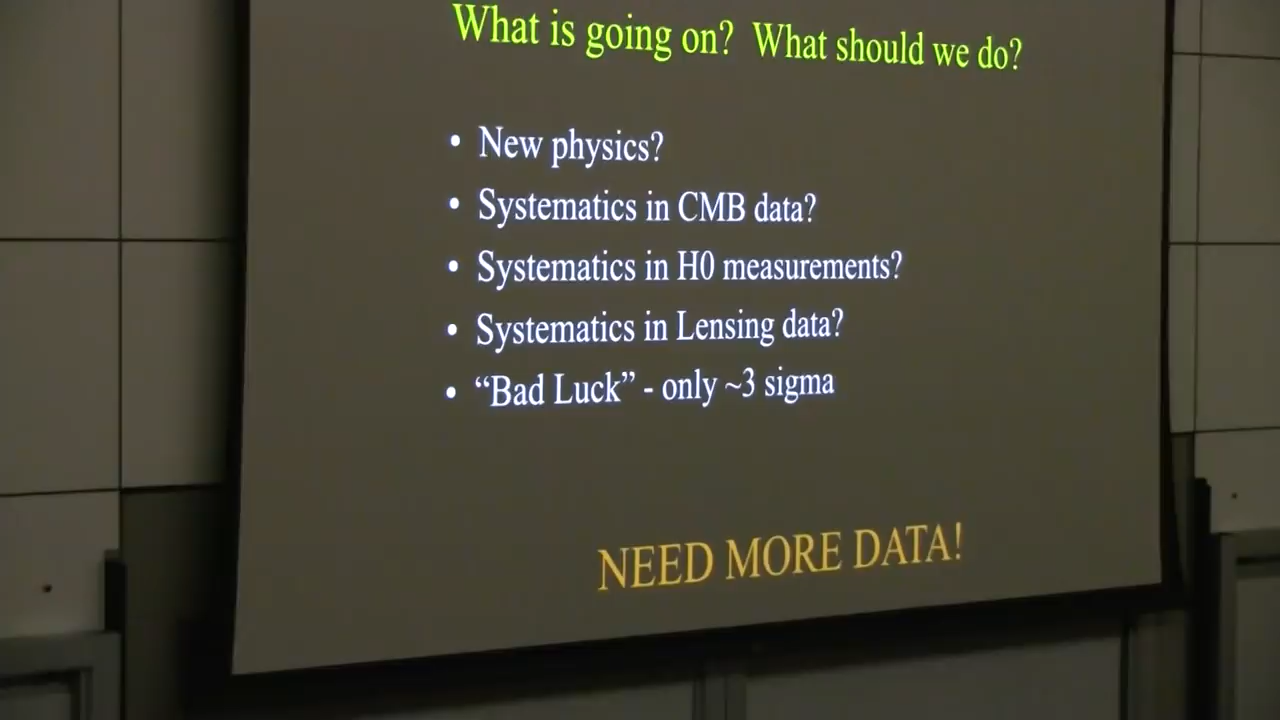 What is going on? What should we do?
• New physics?
• Systematics in CMB data?
• Systematics in H0 measurements?
• Systematics in Lensing data?
• “Bad Luck” - only ~3 sigma
NEED MORE DATA!